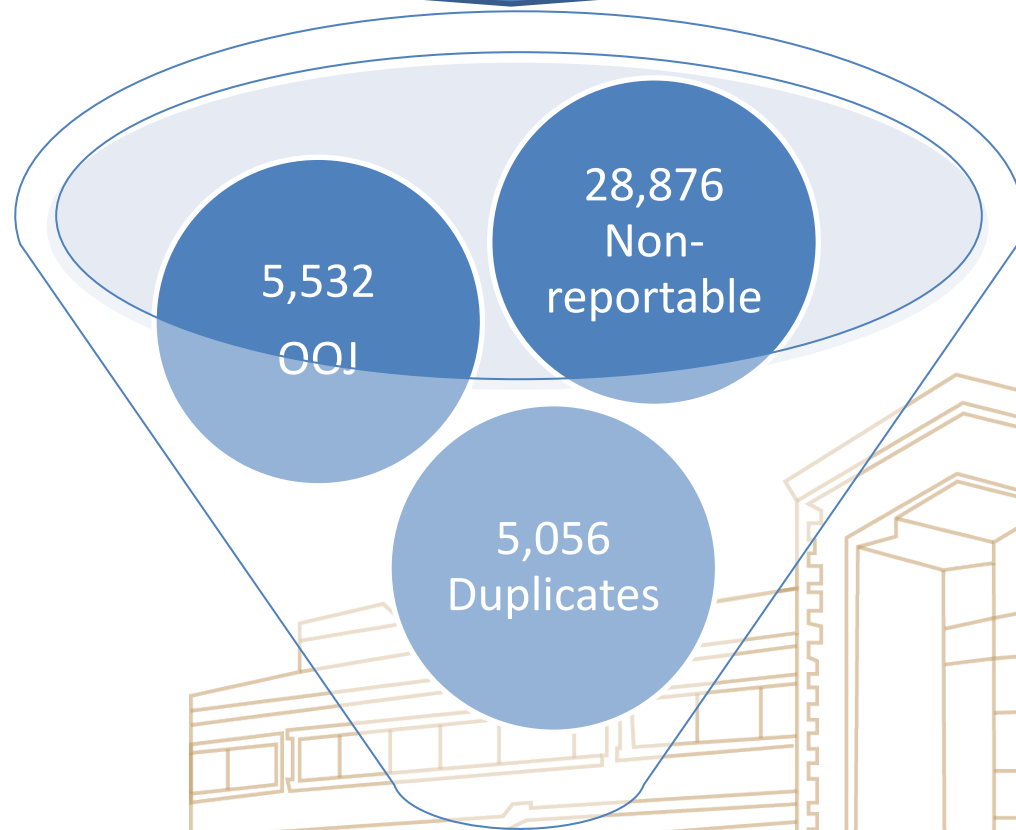 28,876
Non-
reportable
5,532
OOJ
5,056
Duplicates